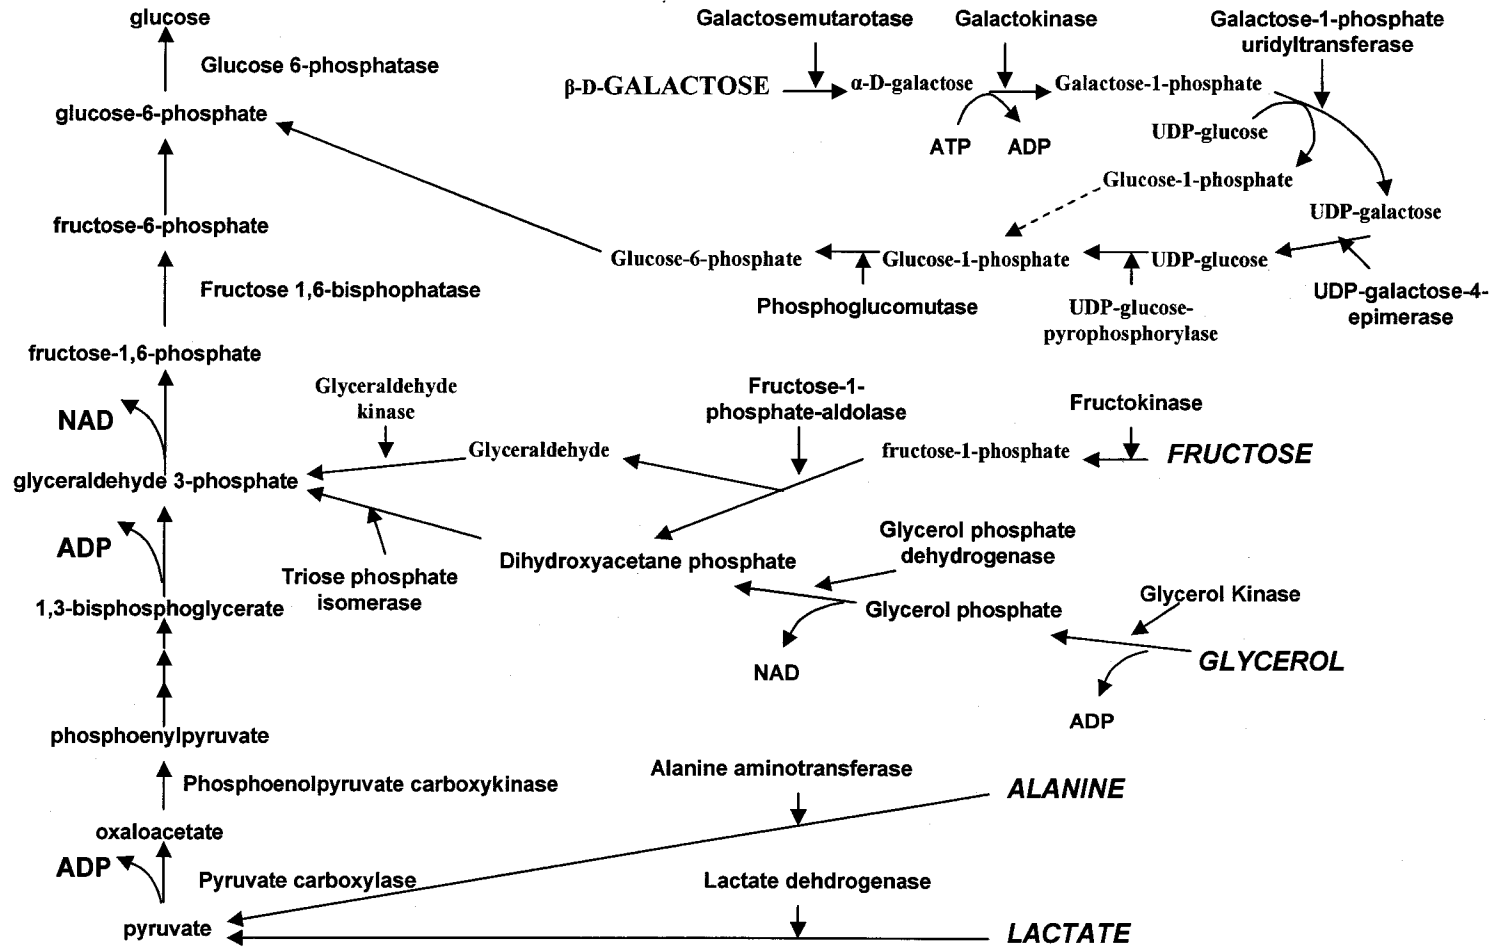 glucose
Glucose 6-phosphatase
glucose-6-phosphate
fructose-6-phosphate
Fructose 1,6-bisphophatase
fructose-1,6-phosphate
NAD
glyceraldehyde 3-phosphate
ADP
1,3-bisphosphoglycerate
phosphoenylpyruvate
Phosphoenolpyruvate carboxykinase
oxaloacetate
ADP
Pyruvate carboxylase
pyruvate
Galactosemutarotase
Galactokinase
Galactose-1-phosphate
uridyltransferase
β-D-GALACTOSE
α-D-galactose
Galactose-1-phosphate
ATP
ADP
UDP-glucose
Glucose-1-phosphate
UDP-galactose
Glucose-6-phosphate
Glucose-1-phosphate
UDP-glucose
Phosphoglucomutase
UDP-glucose-
pyrophosphorylase
UDP-galactose-4-
epimerase
Glyceraldehyde
kinase
Fructose-1-
phosphate-aldolase
Fructokinase
Glyceraldehyde
fructose-1-phosphate
FRUCTOSE
Triose phosphate
isomerase
Dihydroxyacetane phosphate
Glycerol phosphate
dehydrogenase
Glycerol phosphate
Glycerol Kinase
GLYCEROL
NAD
ADP
Alanine aminotransferase
ALANINE
Lactate dehdrogenase
LACTATE